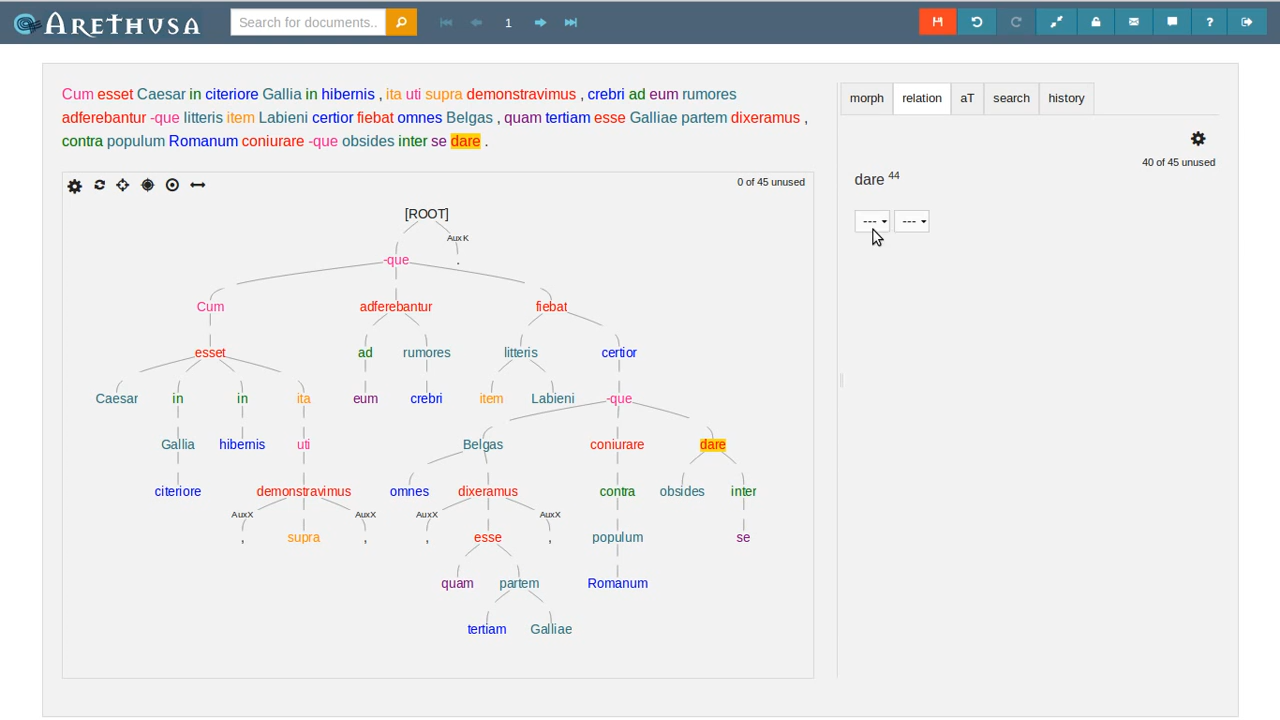 ARETHUSA Search for documents.. 1 ?
Cum esset Caesar in citeriore Gallia in hibernis , ita uti supra demonstravimus , crebri ad eum rumores
adferebantur -que litteris item Labieni certior fiebat omnes Belgas , quam tertiam esse Galliae partem dixeramus ,
contra populum Romanum coniurare -que obsides inter se dare .
morph relation aT search history
40 of 45 unused
dare 44
--- ---
0 of 45 unused
[ROOT]
AuxK
-que .
Cum adferebantur fiebat
esset ad rumores litteris certior
Caesar in in ita eum crebri item Labieni -que
Gallia hibernis uti Belgas coniurare dare
citeriore demonstravimus omnes dixeramus contra obsides inter
AuxX AuxX AuxX AuxX
, supra , , esse , populum se
quam partem Romanum
tertiam Galliae